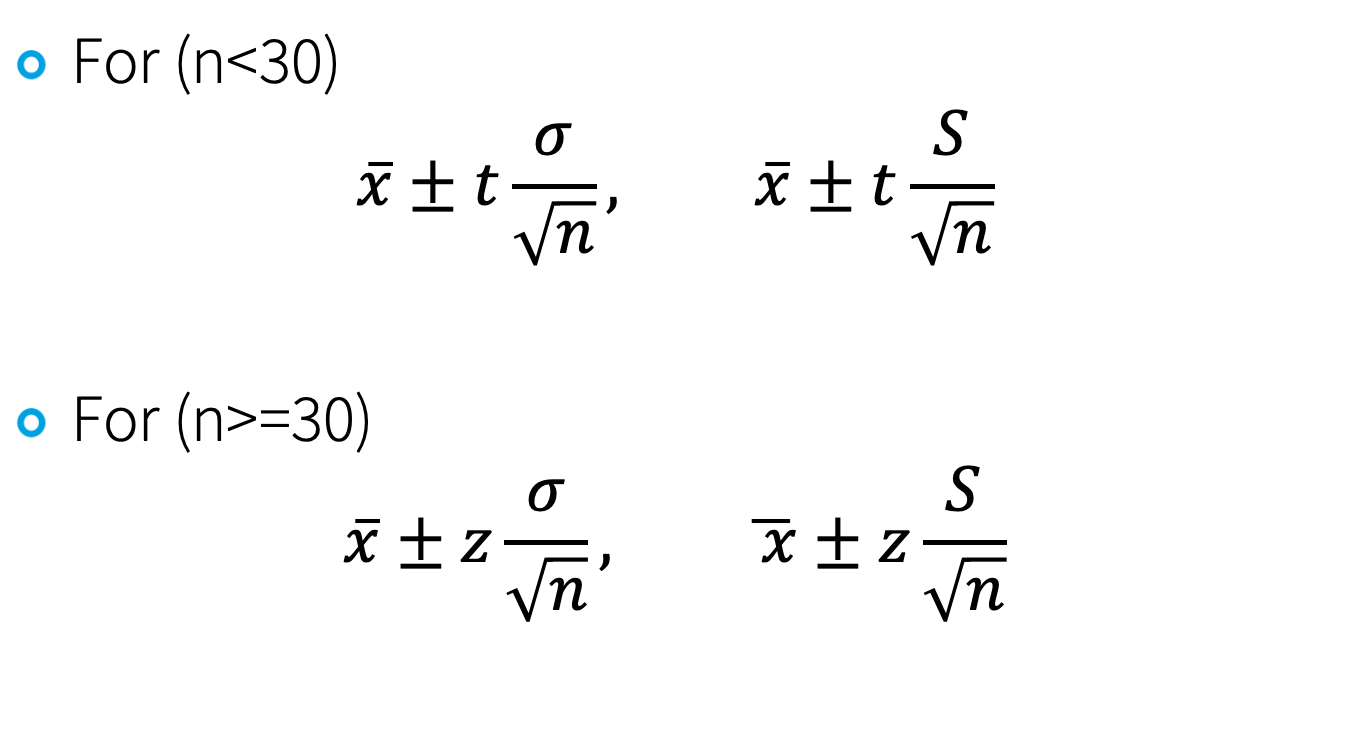 For (n<30)
x̄ ± t σ/√n, x̄ ± t S/√n
For (n>=30)
x̄ ± z σ/√n, x̄ ± z S/√n